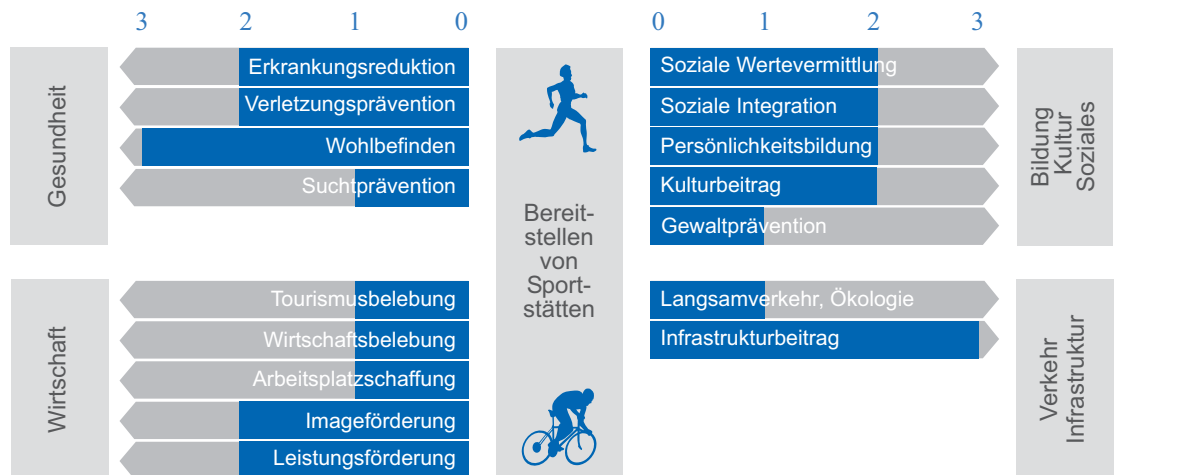 3 2 1 0
0 1 2 3
Gesundheit
Erkrankungsreduktion
Verletzungsprävention
Wohlbefinden
Suchtprävention
Wirtschaft
Tourismusbelebung
Wirtschaftsbelebung
Arbeitsplatzschaffung
Imageförderung
Leistungsförderung
Bereit-
stellen
von
Sport-
stätten
Soziale Wertevermittlung
Soziale Integration
Persönlichkeitsbildung
Kulturbeitrag
Gewaltprävention
Bildung
Kultur
Soziales
Langsamverkehr, Ökologie
Infrastrukturbeitrag
Verkehr
Infrastruktur